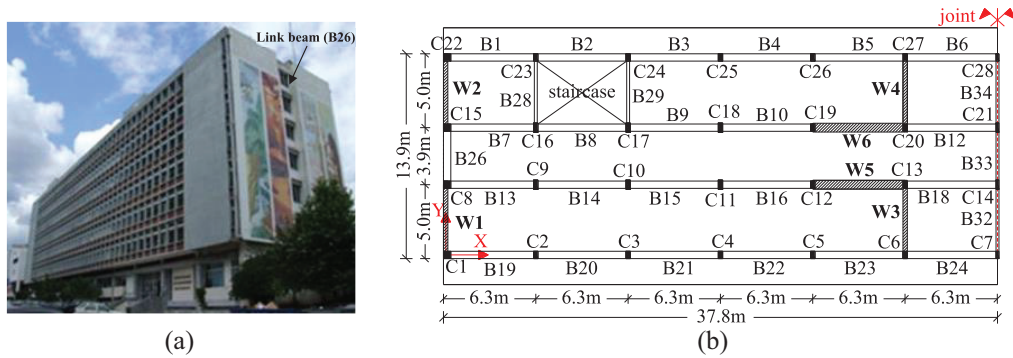 Link beam (B26)
(a)
joint
C22 B1 B2 B3 B4 B5 C27 B6
C23 C24 C25 C26 C28
W2 B28 staircase B29 W4 B34
C15 B9 C18 B10 C19 C21
B7 C16 B8 C17 W6 C20 B12
B26 C9 C10 W5 C13 B33
C8 B13 B14 B15 C11 B16 C12 B18 C14
Y W1 W3 B32
X C2 C3 C4 C5 C6 C7
C1 B19 B20 B21 B22 B23 B24
5.0m
3.9m
5.0m
13.9m
6.3m 6.3m 6.3m 6.3m 6.3m 6.3m
37.8m
(b)